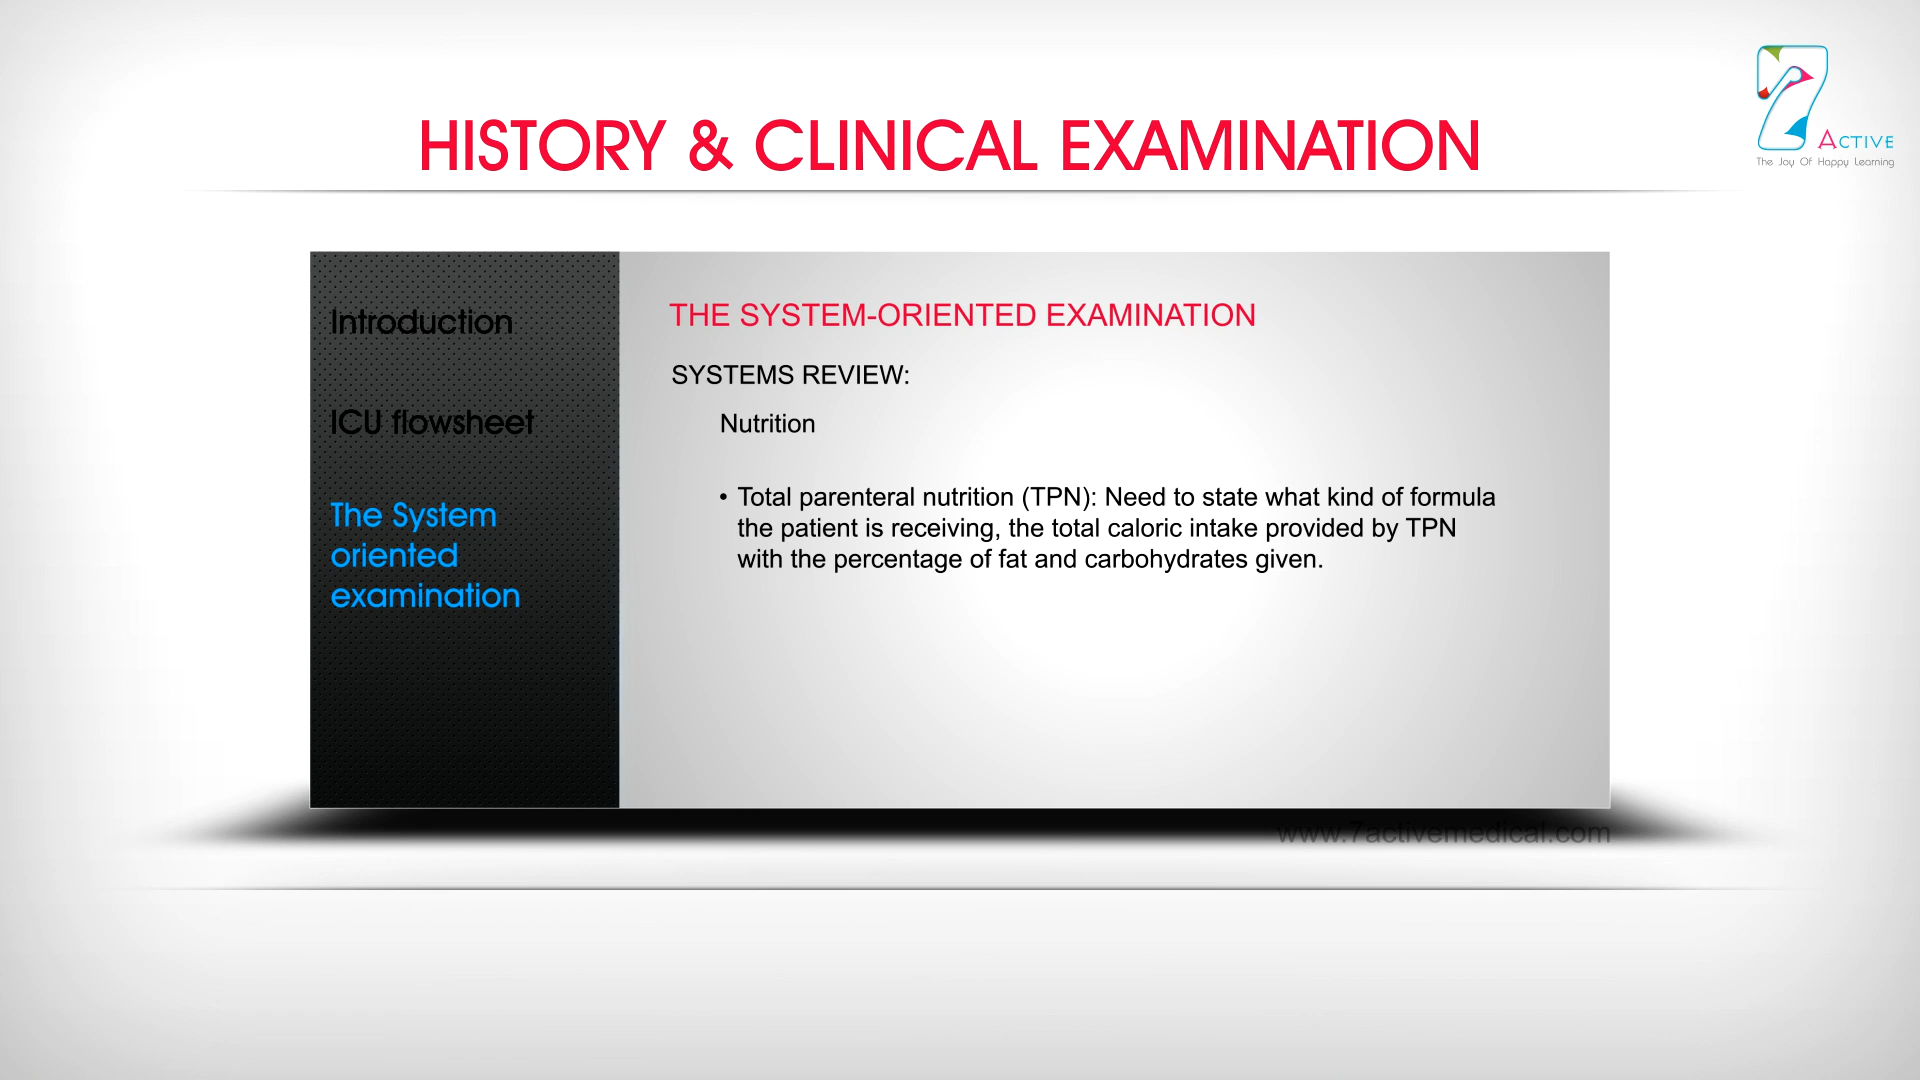 HISTORY & CLINICAL EXAMINATION
7 ACTIVE
The Joy Of Happy Learning
Introduction
ICU flowsheet
The System
oriented
examination
THE SYSTEM-ORIENTED EXAMINATION
SYSTEMS REVIEW:
Nutrition
• Total parenteral nutrition (TPN): Need to state what kind of formula
the patient is receiving, the total caloric intake provided by TPN
with the percentage of fat and carbohydrates given.
www.7activemedical.com